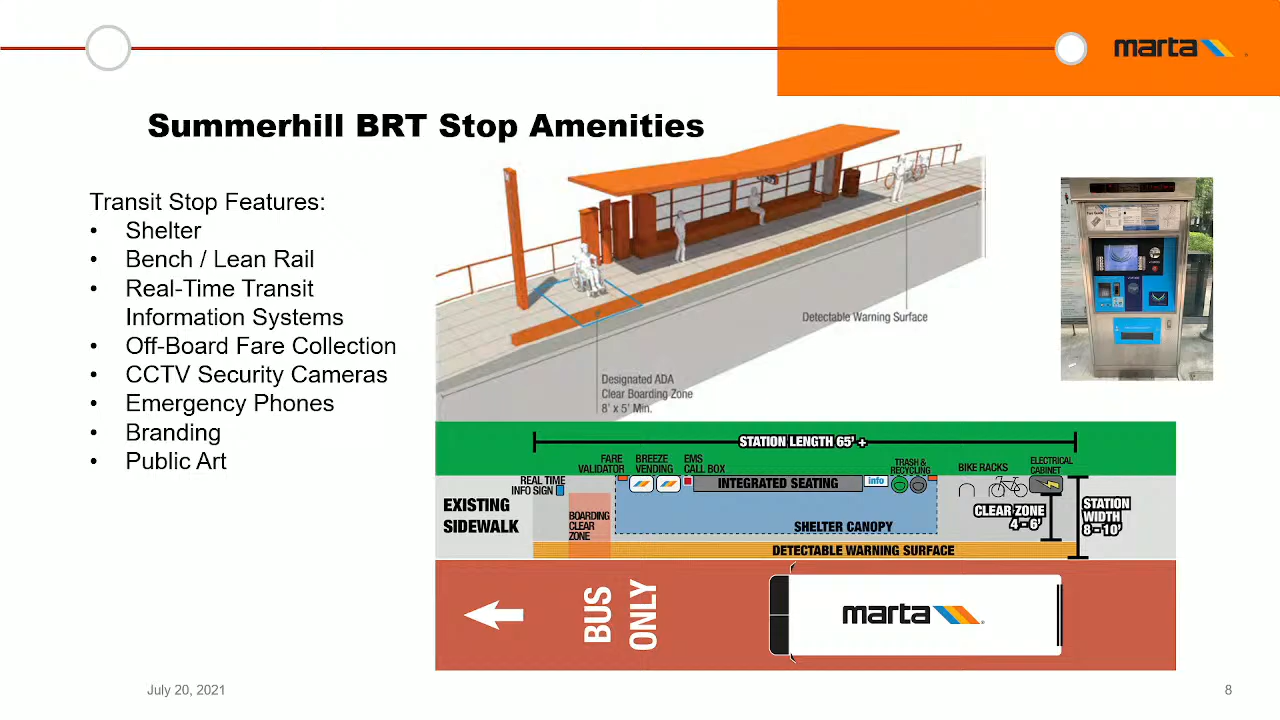 marta
Summerhill BRT Stop Amenities
Transit Stop Features:
• Shelter
• Bench / Lean Rail
• Real-Time Transit
Information Systems
• Off-Board Fare Collection
• CCTV Security Cameras
• Emergency Phones
• Branding
• Public Art
Detectable Warning Surface
Designated ADA
Clear Boarding Zone
8' x 5' Min.
STATION LENGTH 65' +
FARE
VALIDATOR
BREEZE
VENDING
EMS
CALL BOX
TRASH &
RECYCLING
BIKE RACKS
ELECTRICAL
CABINET
REAL TIME
INFO SIGN
INTEGRATED SEATING
info
EXISTING
SIDEWALK
BOARDING
CLEAR
ZONE
SHELTER CANOPY
CLEAR ZONE
4 - 6'
STATION
WIDTH
8 - 10'
DETECTABLE WARNING SURFACE
BUS
ONLY
marta
July 20, 2021
8